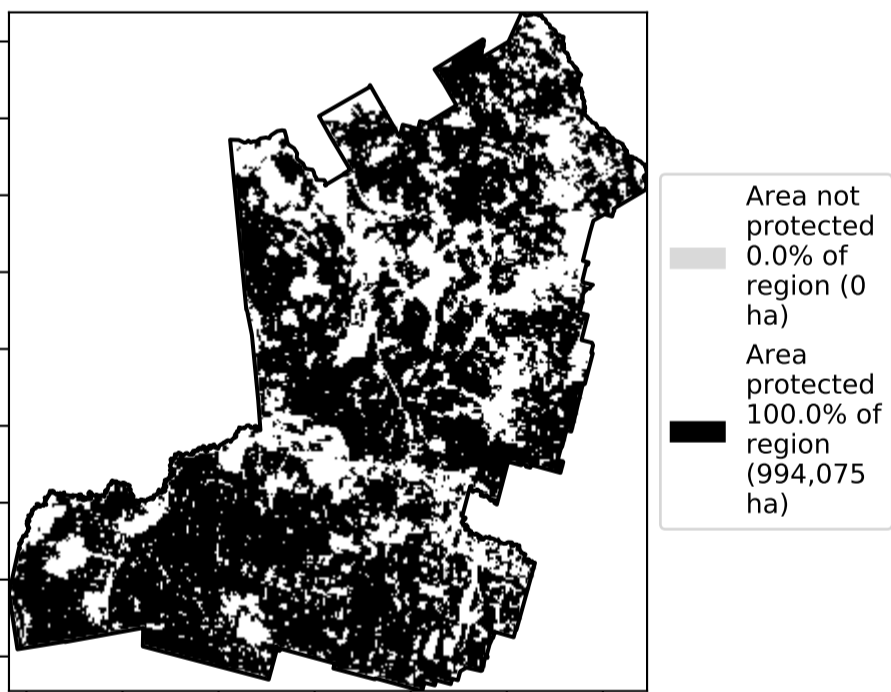 Area not
protected
0.0% of
region (0
ha)
Area
protected
100.0% of
region
(994,075
ha)